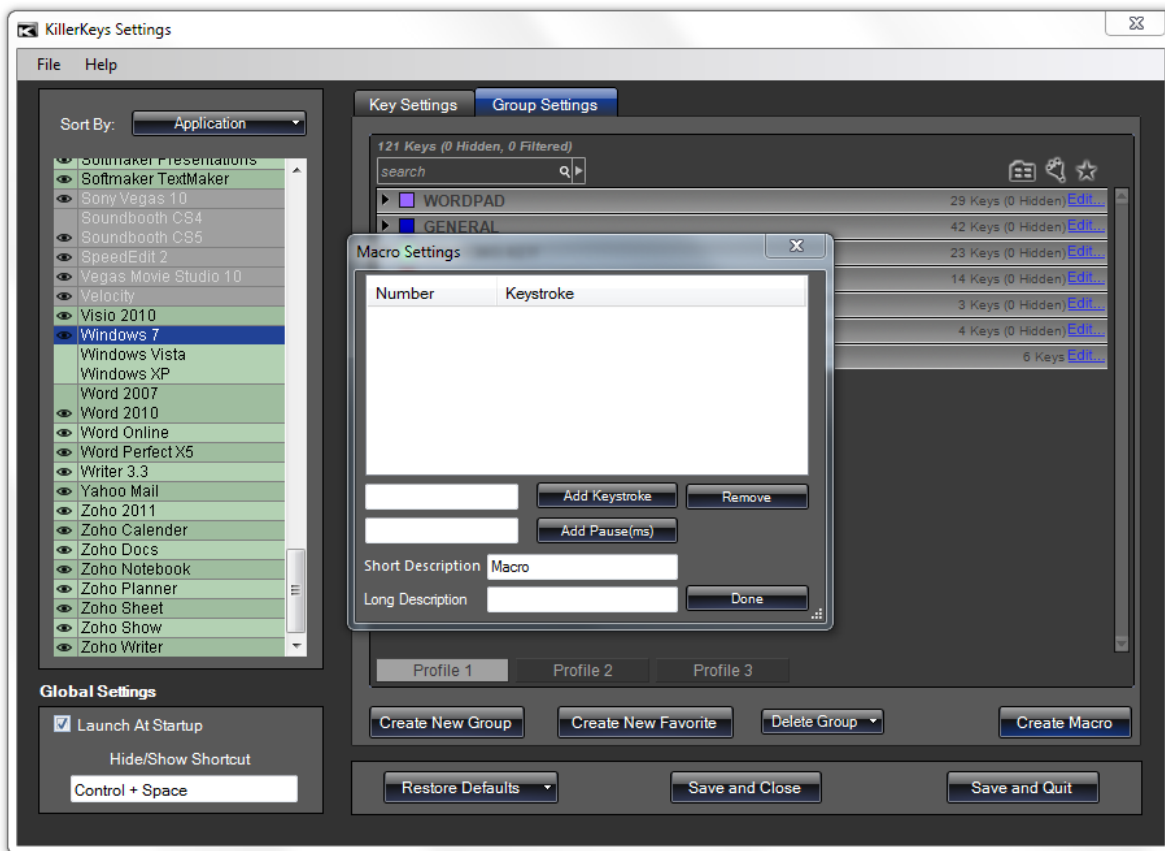 KillerKeys Settings
File Help
Sort By: Application
Softmaker Presentations
Softmaker TextMaker
Sony Vegas 10
Soundbooth CS4
Soundbooth CS5
SpeedEdit 2
Vegas Movie Studio 10
Velocity
Visio 2010
Windows 7
Windows Vista
Windows XP
Word 2007
Word 2010
Word Online
Word Perfect X5
Writer 3.3
Yahoo Mail
Zoho 2011
Zoho Calender
Zoho Docs
Zoho Notebook
Zoho Planner
Zoho Sheet
Zoho Show
Zoho Writer
Global Settings
Launch At Startup
Hide/Show Shortcut
Control + Space
Key Settings Group Settings
121 Keys (0 Hidden, 0 Filtered)
search
WORDPAD 29 Keys (0 Hidden) Edit...
GENERAL 42 Keys (0 Hidden) Edit...
23 Keys (0 Hidden) Edit...
14 Keys (0 Hidden) Edit...
3 Keys (0 Hidden) Edit...
4 Keys (0 Hidden) Edit...
6 Keys Edit...
Macro Settings
Number Keystroke
Add Keystroke Remove
Add Pause(ms)
Short Description Macro
Long Description Done
Profile 1 Profile 2 Profile 3
Create New Group Create New Favorite Delete Group Create Macro
Restore Defaults Save and Close Save and Quit